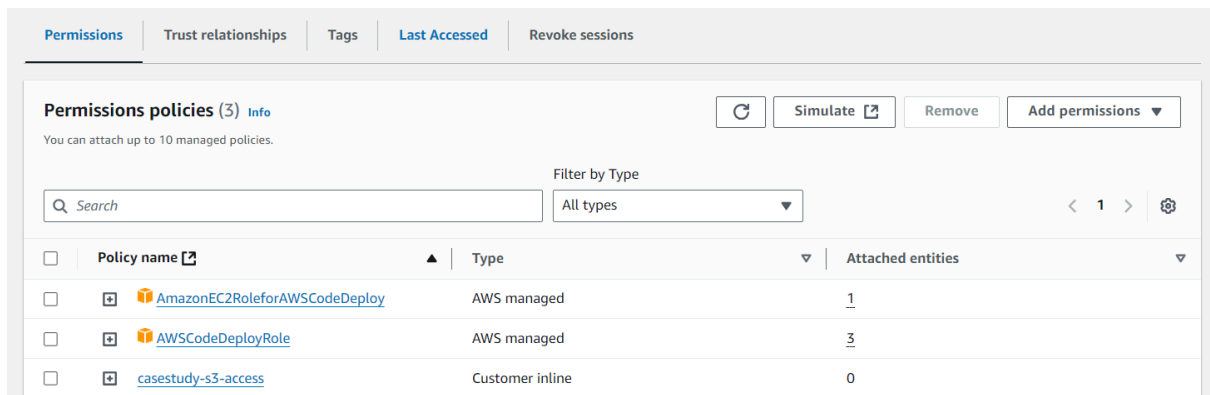 Permissions Trust relationships Tags Last Accessed Revoke sessions
Permissions policies (3) Info
Simulate Remove Add permissions
You can attach up to 10 managed policies.
Filter by Type
Search All types 1
Policy name Type Attached entities
AmazonEC2RoleforAWSCodeDeploy AWS managed 1
AWSCodeDeployRole AWS managed 3
casestudy-s3-access Customer inline 0